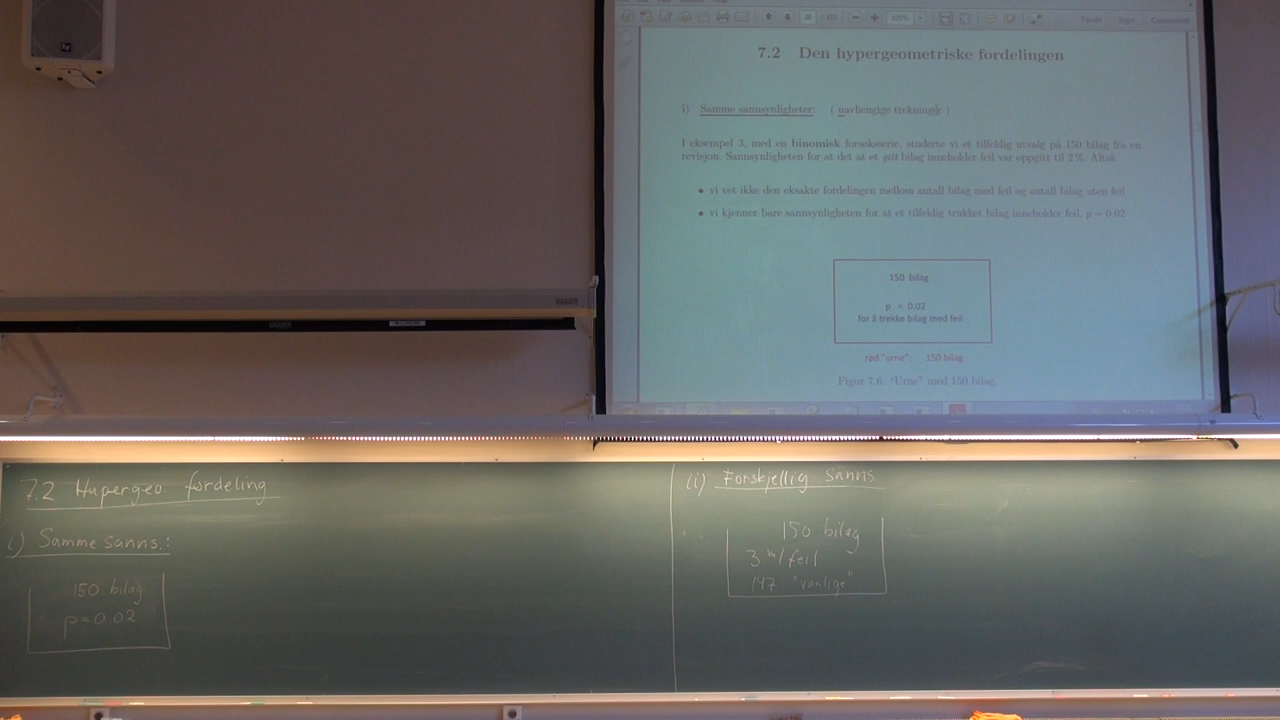 105%
Tools Sign Comment
7.2 Den hypergeometriske fordelingen
i) Samme sannsynligheter: ( uavhengige trekninger )
I eksempel 3, med en binomisk forsøksserie, studerte vi et tilfeldig utvalg på 150 bilag fra en
revisjon. Sannsynligheten for at det at et gitt bilag inneholder feil var oppgitt til 2 %. Altså
• vi vet ikke den eksakte fordelingen mellom antall bilag med feil og antall bilag uten feil
• vi kjenner bare sannsynligheten for at et tilfeldig trukket bilag inneholder feil, p = 0.02
150 bilag
p = 0.02
for å trekke bilag med feil
rød "urne": 150 bilag
Figur 7.6: "Urne" med 150 bilag.
7.2 Hypergeo. fordeling
i) Samme sanns.:
150 bilag
p=0.02
(i) Forskjellig sanns.
150 bilag
3 m/feil
147 "vanlige"